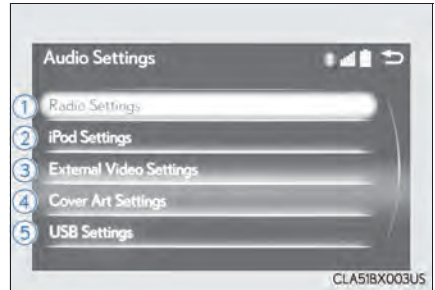 Audio Settings
1 Radio Settings
2 iPod Settings
3 External Video Settings
4 Cover Art Settings
5 USB Settings
CLA51BX003US